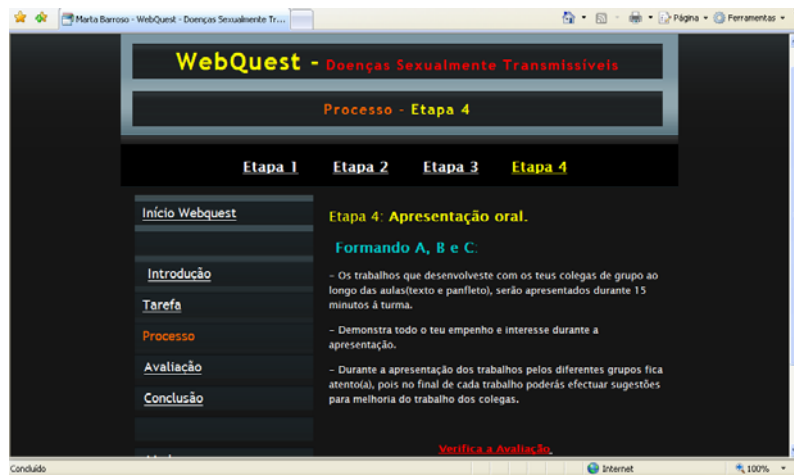 Marta Barroso - WebQuest - Doenças Sexualmente Tr...
Página
Ferramentas
WebQuest - Doenças Sexualmente Transmissíveis
Processo - Etapa 4
Etapa 1 Etapa 2 Etapa 3 Etapa 4
Início Webquest
Introdução
Tarefa
Processo
Avaliação
Conclusão
Etapa 4: Apresentação oral.
Formando A, B e C:
- Os trabalhos que desenvolveste com os teus colegas de grupo ao
longo das aulas(texto e panfleto), serão apresentados durante 15
minutos á turma.
- Demonstra todo o teu empenho e interesse durante a
apresentação.
- Durante a apresentação dos trabalhos pelos diferentes grupos fica
atento(a), pois no final de cada trabalho poderás efectuar sugestões
para melhoria do trabalho dos colegas.
Verifica a Avaliação.
Concluído
Internet
100%